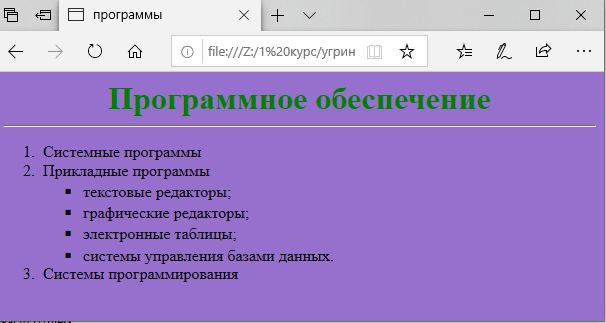 программы
file:///Z:/1%20курс/угрин
Программное обеспечение
1. Системные программы
2. Прикладные программы
текстовые редакторы;
графические редакторы;
электронные таблицы;
системы управления базами данных.
3. Системы программирования